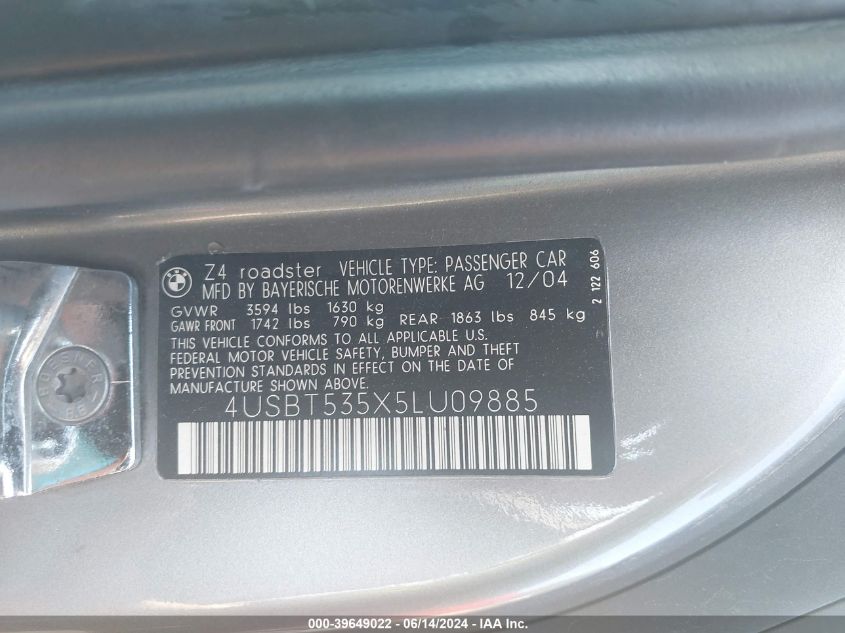 Z4 roadster VEHICLE TYPE: PASSENGER CAR
MFD BY BAYERISCHE MOTORENWERKE AG 12/04
GVWR 3594 lbs 1630 kg
GAWR FRONT 1742 lbs 790 kg REAR 1863 lbs 845 kg
THIS VEHICLE CONFORMS TO ALL APPLICABLE U.S.
FEDERAL MOTOR VEHICLE SAFETY, BUMPER AND THEFT
PREVENTION STANDARDS IN EFFECT ON THE DATE OF
MANUFACTURE SHOWN ABOVE.
4USBT535X5LU09885
2 122 606
000-39649022 - 06/14/2024 - IAA Inc.